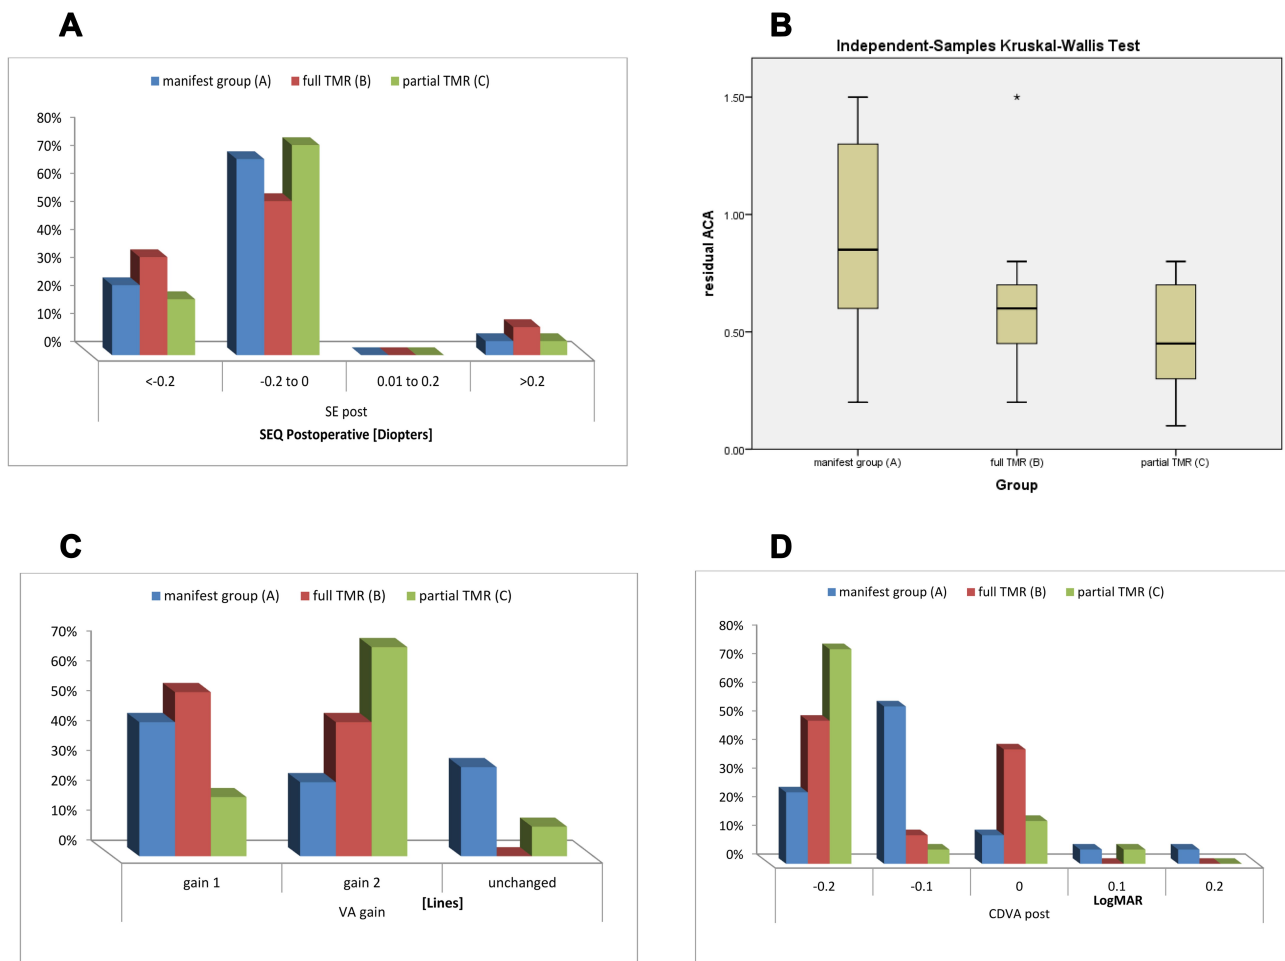 A
manifest group (A) full TMR (B) partial TMR (C)
80%
70%
60%
50%
40%
30%
20%
10%
0%
<-0.2 -0.2 to 0 0.01 to 0.2 >0.2
SE post
SEQ Postoperative [Diopters]
B
Independent-Samples Kruskal-Wallis Test
residual ACA
1.50
*
1.00
0.50
0.00
manifest group (A) full TMR (B) partial TMR (C)
Group
C
manifest group (A) full TMR (B) partial TMR (C)
70%
60%
50%
40%
30%
20%
10%
0%
gain 1 gain 2 unchanged
[Lines]
VA gain
D
manifest group (A) full TMR (B) partial TMR (C)
80%
70%
60%
50%
40%
30%
20%
10%
0%
-0.2 -0.1 0 0.1 0.2
LogMAR
CDVA post